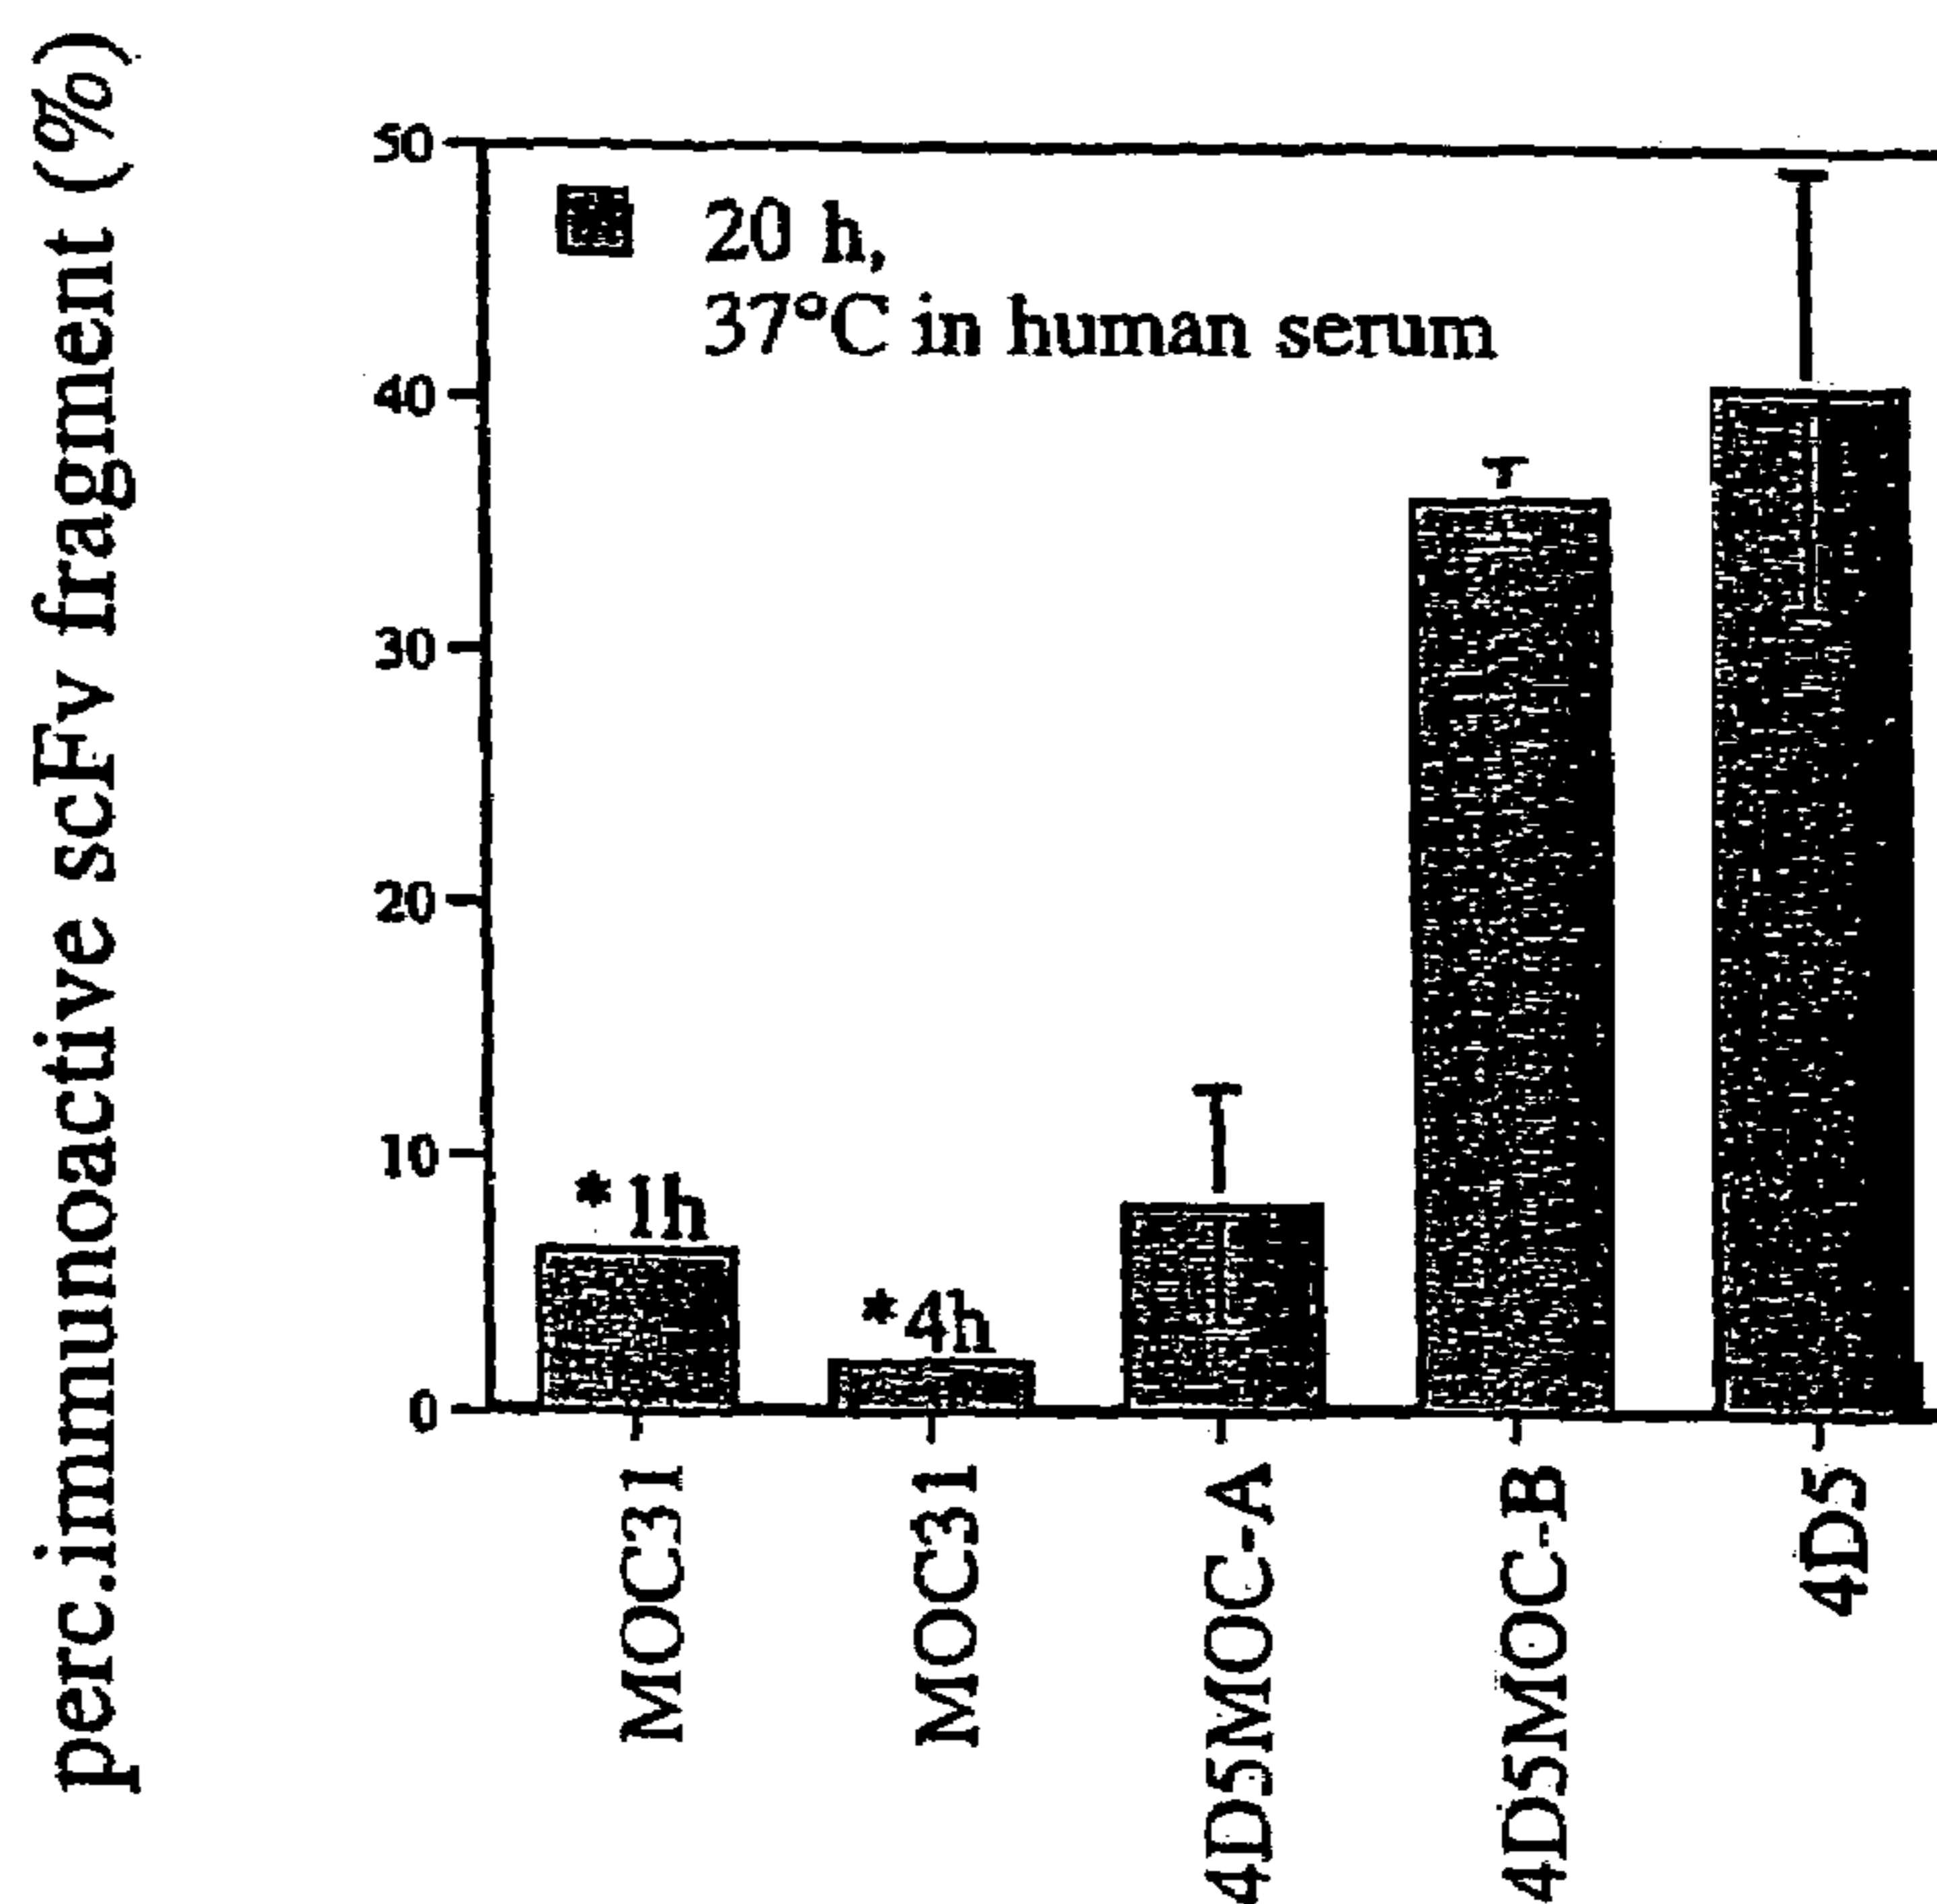 perc.immunoactive scFv fragment (%)
50
40
30
20
10
0
20 h,
37°C in human serum
*1h
*4h
MOC31
MOC31
4D5MOC-A
4D5MOC-B
4D5